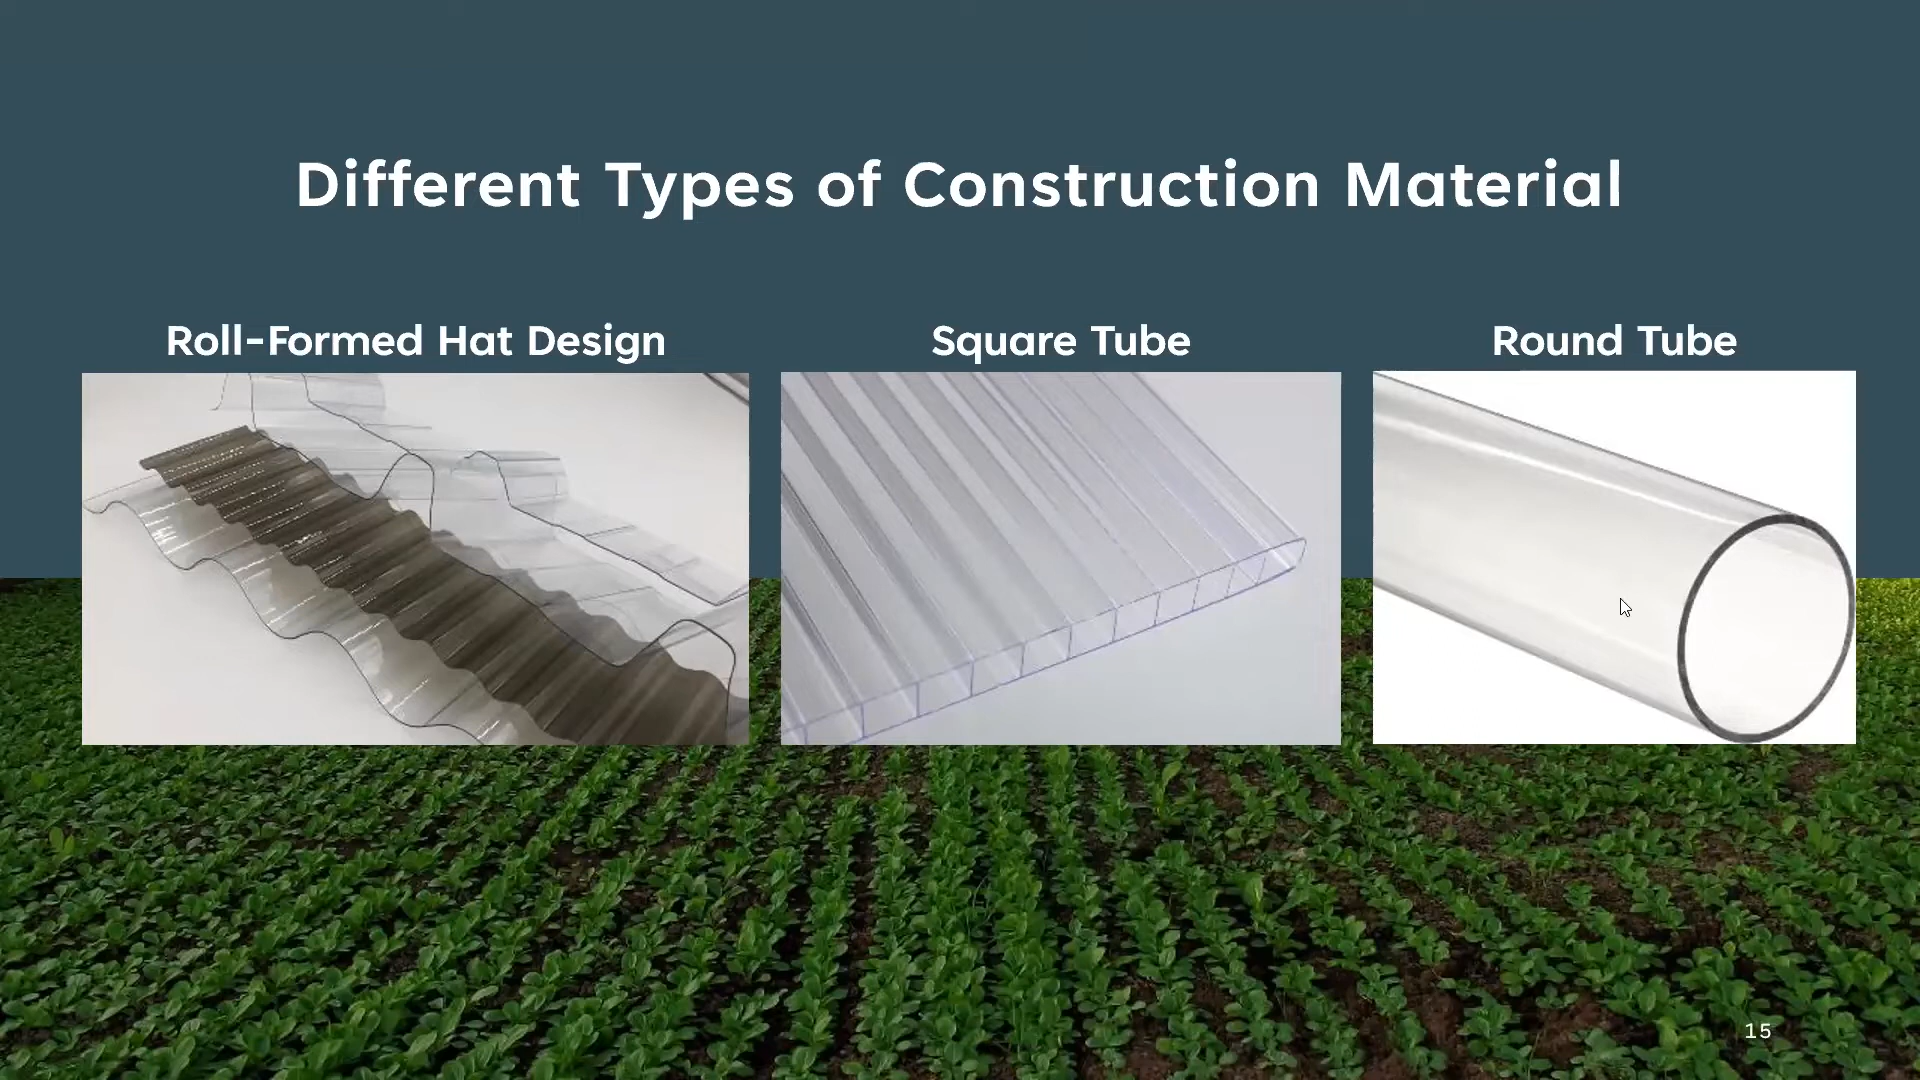 Different Types of Construction Material
Roll-Formed Hat Design
Square Tube
Round Tube
15